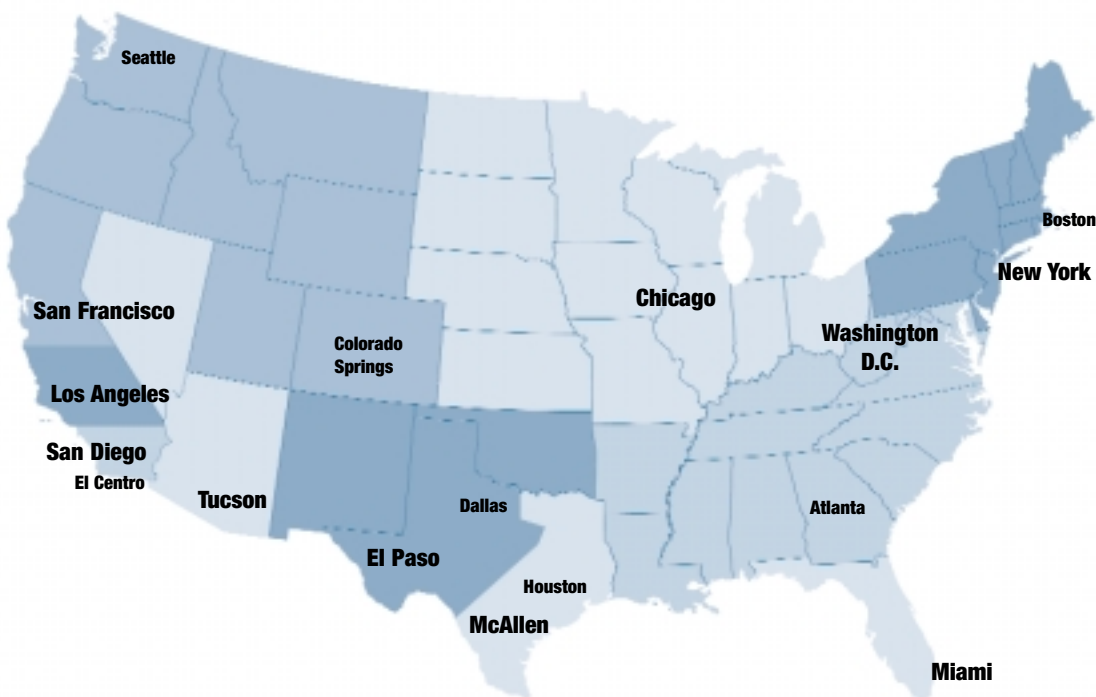 Seattle
Boston
New York
Chicago
San Francisco
Washington
D.C.
Colorado
Springs
Los Angeles
San Diego
El Centro
Tucson
Dallas
Atlanta
El Paso
Houston
McAllen
Miami